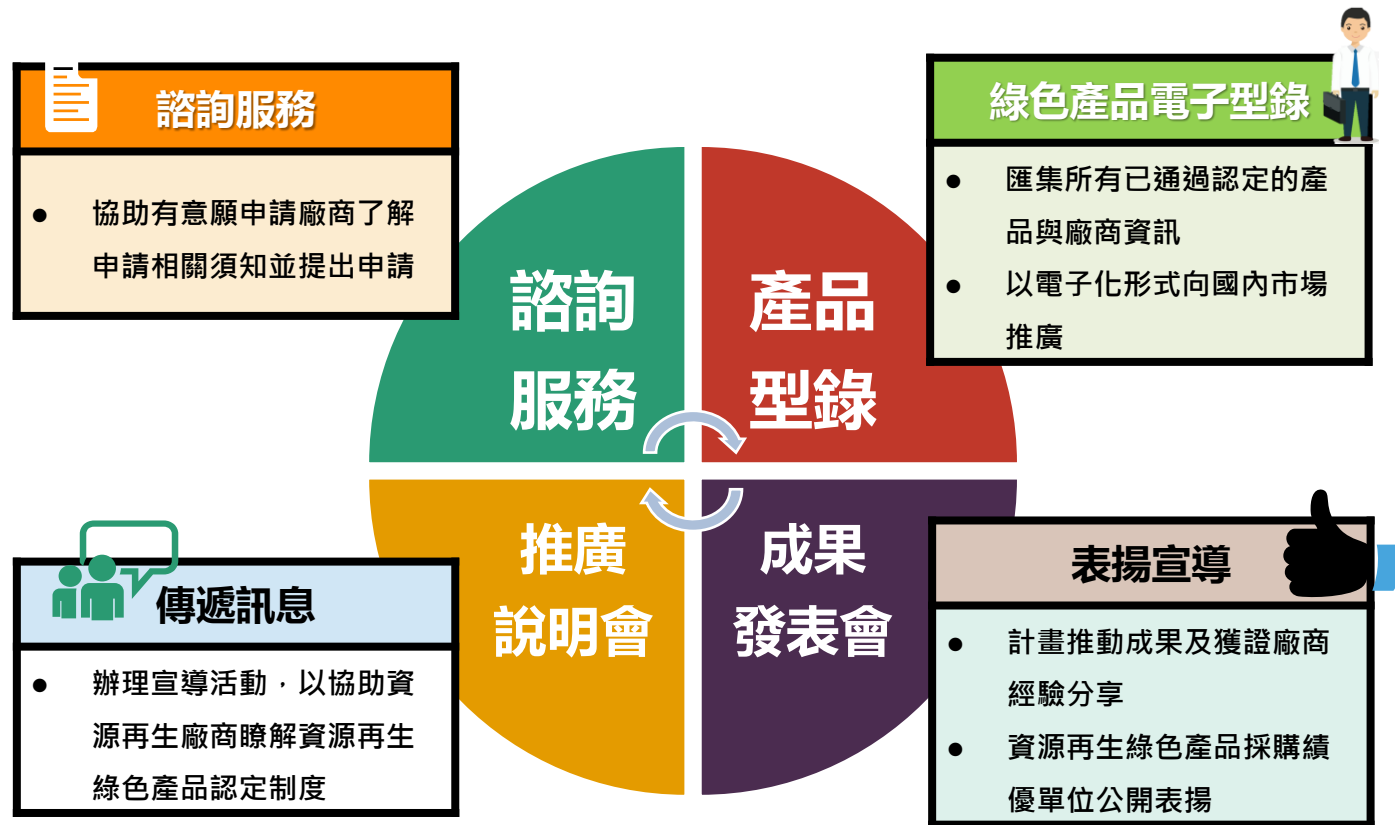 諮詢服務
● 協助有意願申請廠商了解
申請相關須知並提出申請
綠色產品電子型錄
● 匯集所有已通過認定的產
品與廠商資訊
● 以電子化形式向國內市場
推廣
諮詢
服務
產品
型錄
推廣
說明會
成果
發表會
傳遞訊息
● 辦理宣導活動，以協助資
源再生廠商瞭解資源再生
綠色產品認定制度
表揚宣導
● 計畫推動成果及獲證廠商
經驗分享
● 資源再生綠色產品採購績
優單位公開表揚